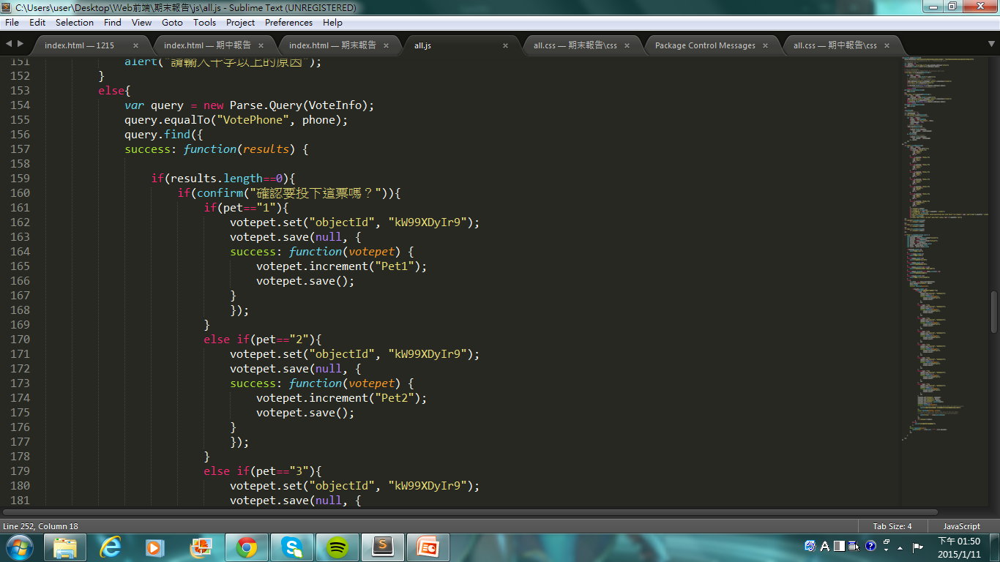 C:\Users\user\Desktop\Web前端\期末報告\js\all.js - Sublime Text (UNREGISTERED)
File Edit Selection Find View Goto Tools Project Preferences Help
index.html — 1215 × index.html — 期中報告 × index.html — 期末報告 × all.js × all.css — 期末報告\css × Package Control Messages × all.css — 期中報告\css ×
151 alert("請輸入十字以上的原因");
152 }
153 else{
154 var query = new Parse.Query(VoteInfo);
155 query.equalTo("VotePhone", phone);
156 query.find({
157 success: function(results) {
158
159 if(results.length==0){
160 if(confirm("確認要投下這票嗎？")){
161 if(pet=="1"){
162 votepet.set("objectId", "kW99XDyIr9");
163 votepet.save(null, {
164 success: function(votepet) {
165 votepet.increment("Pet1");
166 votepet.save();
167 }
168 });
169 }
170 else if(pet=="2"){
171 votepet.set("objectId", "kW99XDyIr9");
172 votepet.save(null, {
173 success: function(votepet) {
174 votepet.increment("Pet2");
175 votepet.save();
176 }
177 });
178 }
179 else if(pet=="3"){
180 votepet.set("objectId", "kW99XDyIr9");
181 votepet.save(null, {
Line 252, Column 18 Tab Size: 4 JavaScript
下午 01:50
2015/1/11